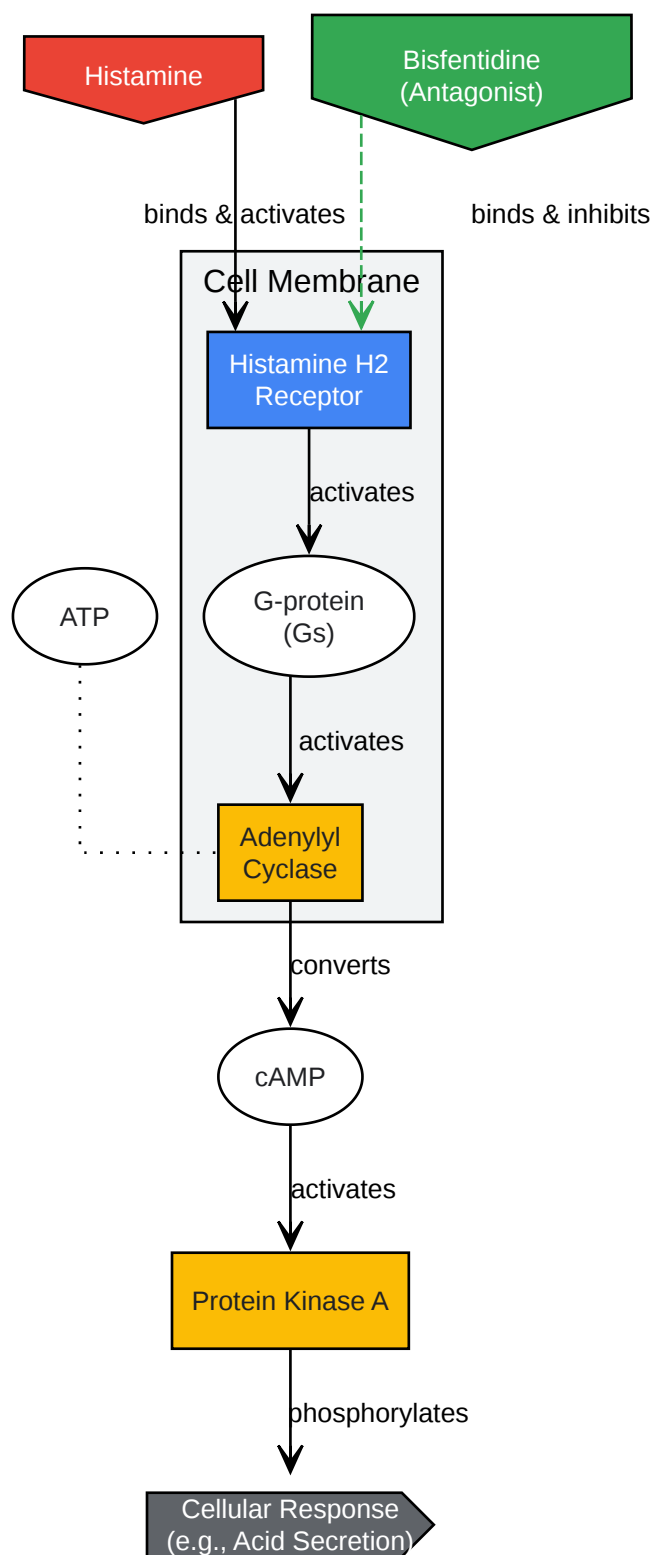 Histamine
Bisfentidine
(Antagonist)
binds & activates
binds & inhibits
Cell Membrane
Histamine H2
Receptor
activates
G-protein
(Gs)
ATP
activates
Adenylyl
Cyclase
converts
cAMP
activates
Protein Kinase A
phosphorylates
Cellular Response
(e.g., Acid Secretion)